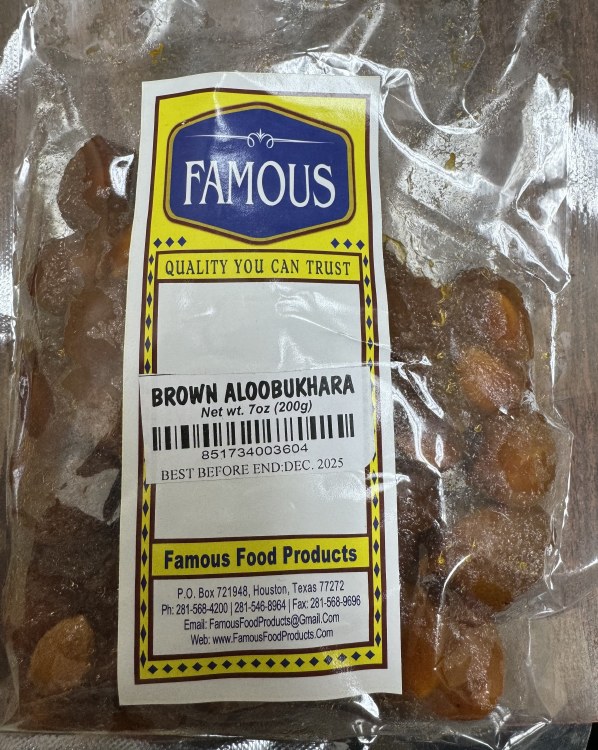 FAMOUS
QUALITY YOU CAN TRUST
BROWN ALOOBUKHARA
Net wt. 7oz (200g)
851734003604
BEST BEFORE END:DEC. 2025
Famous Food Products
P.O. Box 721948, Houston, Texas 77272
Ph: 281-568-4200 | 281-546-8964 | Fax: 281-568-9696
Email: FamousFoodProducts@Gmail.Com
Web: www.FamousFoodProducts.Com